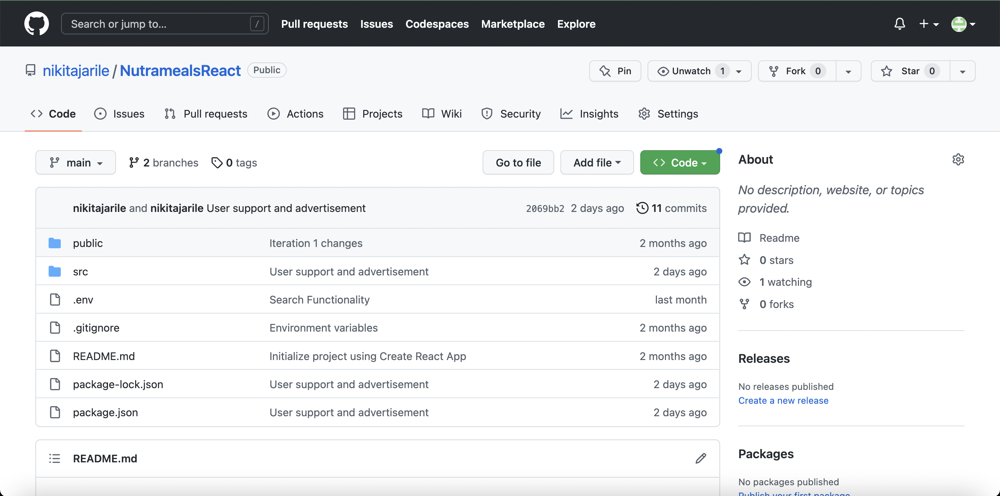 Search or jump to... /
Pull requests Issues Codespaces Marketplace Explore
nikitajarile / NutramealsReact Public
Pin Unwatch 1 Fork 0 Star 0
Code Issues Pull requests Actions Projects Wiki Security Insights Settings
main 2 branches 0 tags Go to file Add file Code
nikitajarile and nikitajarile User support and advertisement 2069bb2 2 days ago 11 commits
public Iteration 1 changes 2 months ago
src User support and advertisement 2 days ago
.env Search Functionality last month
.gitignore Environment variables 2 months ago
README.md Initialize project using Create React App 2 months ago
package-lock.json User support and advertisement 2 days ago
package.json User support and advertisement 2 days ago
README.md
About
No description, website, or topics
provided.
Readme
0 stars
1 watching
0 forks
Releases
No releases published
Create a new release
Packages
No packages published
Publish your first package